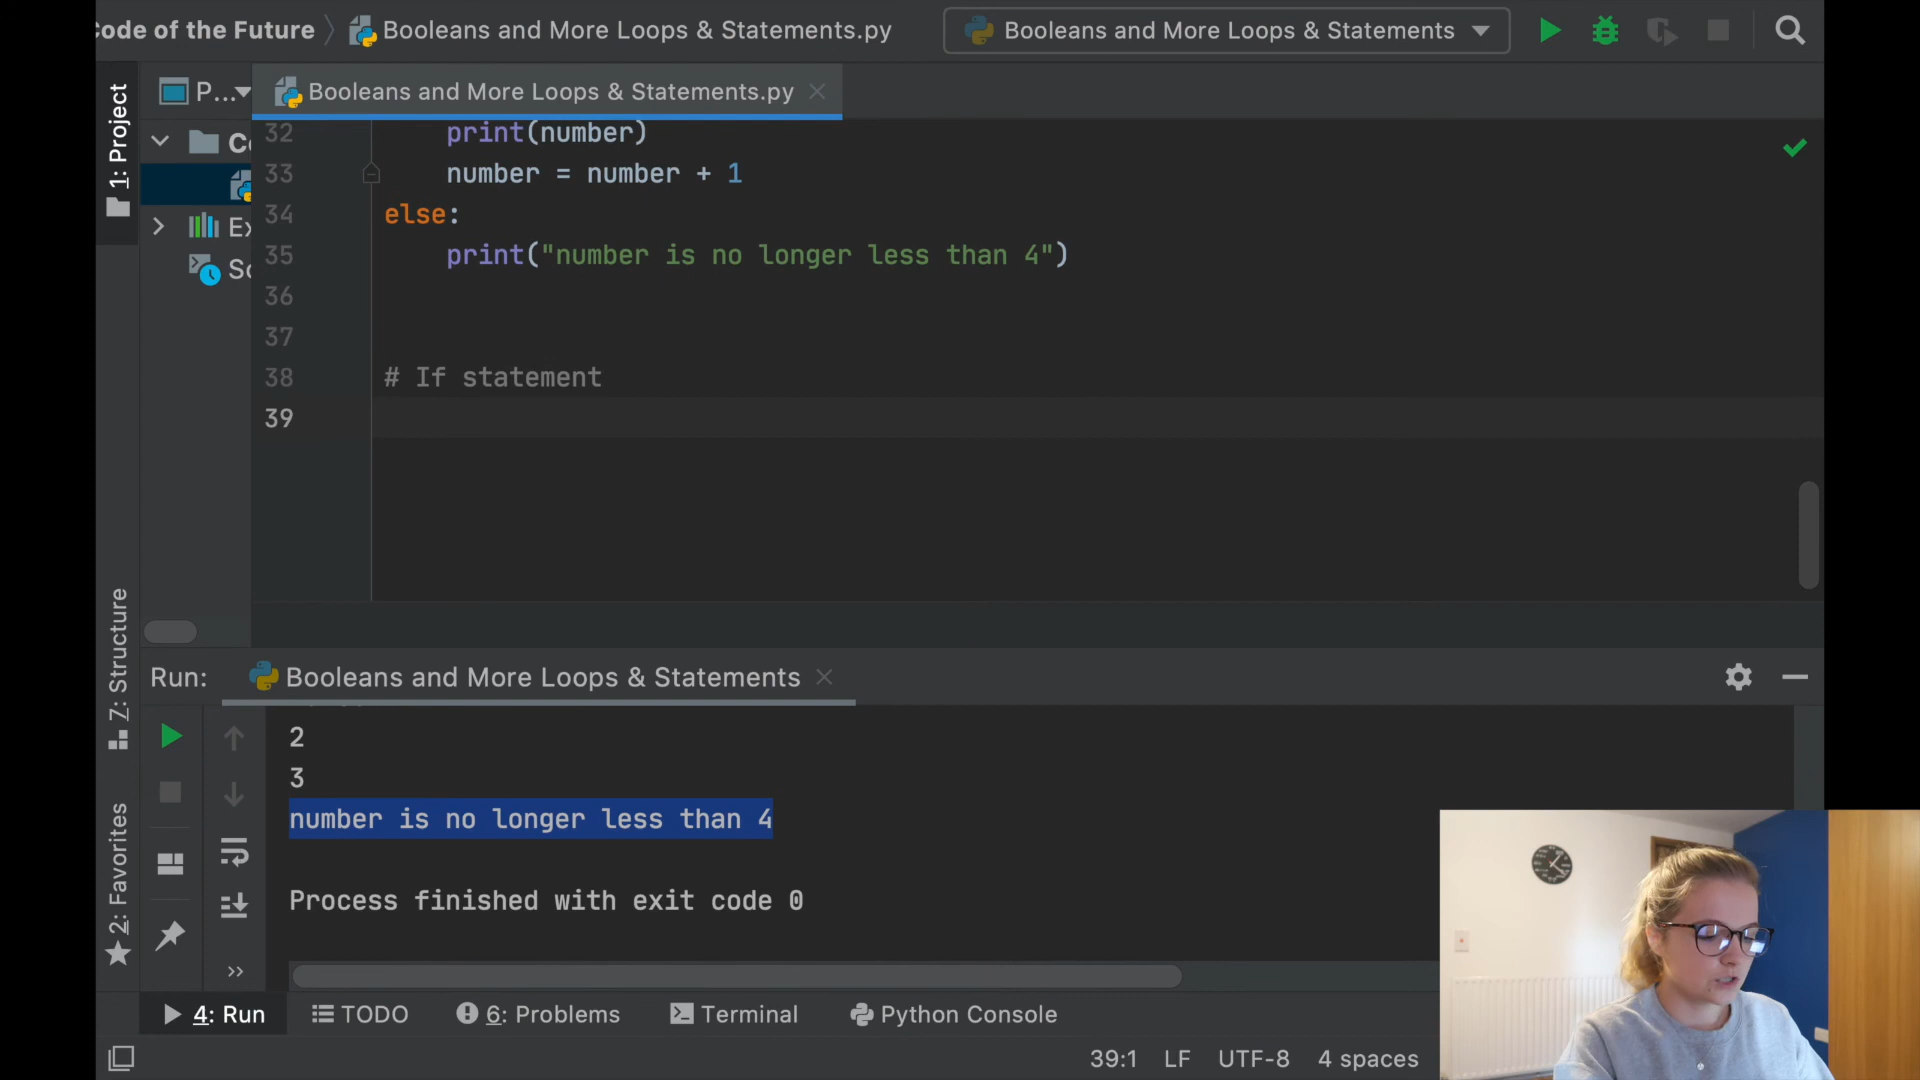 Code of the Future
Booleans and More Loops & Statements.py
Booleans and More Loops & Statements
1: Project
P...
Booleans and More Loops & Statements.py
Co
Ex
Sc
32 print(number)
33 number = number + 1
34 else:
35 print("number is no longer less than 4")
36
37
38 # If statement
39
7: Structure
2: Favorites
Run: Booleans and More Loops & Statements
2
3
number is no longer less than 4
Process finished with exit code 0
4: Run TODO 6: Problems Terminal Python Console
39:1 LF UTF-8 4 spaces